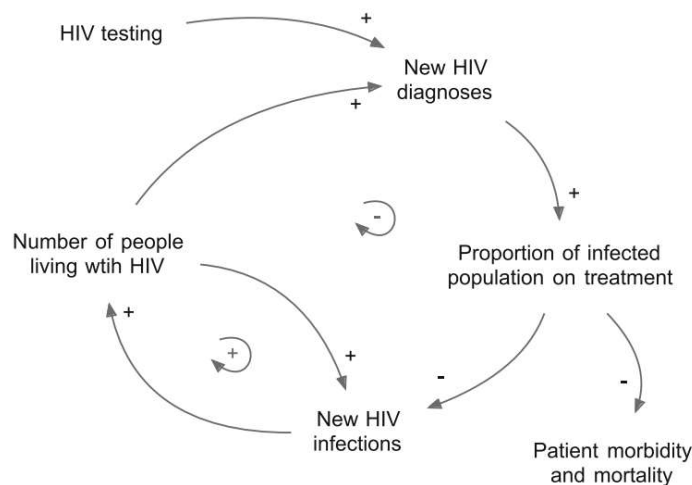 HIV testing
+
New HIV
diagnoses
+
+
-
Number of people
living wtih HIV
Proportion of infected
population on treatment
+
+
+
-
-
New HIV
infections
Patient morbidity
and mortality